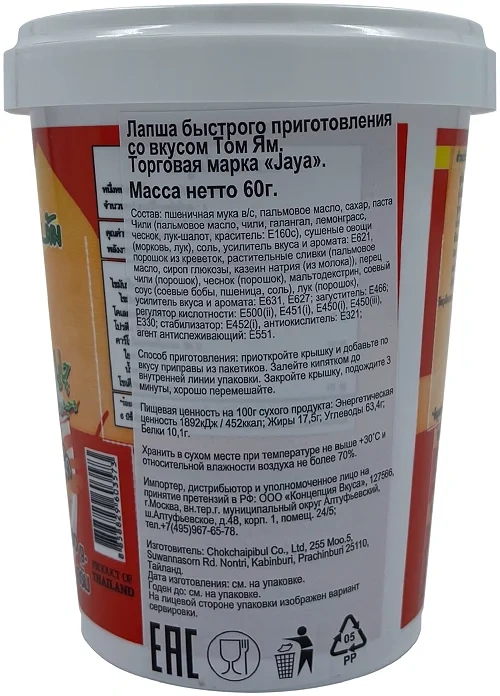 Лапша быстрого приготовления
со вкусом Том Ям.
Торговая марка «Jaya».
Масса нетто 60г.
Состав: пшеничная мука в/с, пальмовое масло, сахар, паста
Чили (пальмовое масло, чили, галангал, лемонграсс,
чеснок, лук-шалот, краситель: E160c), сушеные овощи
(морковь, лук), соль, усилитель вкуса и аромата: E621,
порошок из креветок, растительные сливки (пальмовое
масло, сироп глюкозы, казеин натрия (из молока)), перец
чили (порошок), чеснок (порошок), мальтодекстрин, соевый
соус (соевые бобы, пшеница, соль), лук (порошок),
усилитель вкуса и аромата: E631, E627; загуститель: E466;
регулятор кислотности: E500(ii), E451(i), E450(i), E450(iii),
E330; стабилизатор: E452(i), антиокислитель: E321;
агент антислеживающий: E551.
Способ приготовления: приоткройте крышку и добавьте по
вкусу приправы из пакетиков. Залейте кипятком до
внутренней линии упаковки. Закройте крышку, подождите 3
минуты, хорошо перемешайте.
Пищевая ценность на 100г сухого продукта: Энергетическая
ценность 1892кДж / 452ккал; Жиры 17,5г; Углеводы 63,4г;
Белки 10,1г.
Хранить в сухом месте при температуре не выше +30°С и
относительной влажности воздуха не более 70%.
Импортер, дистрибьютор и уполномоченное лицо на
принятие претензий в РФ: ООО «Концепция Вкуса», 127566,
г.Москва, вн.тер.г. муниципальный округ Алтуфьевский,
ш.Алтуфьевское, д.48, корп. 1, помещ. 24/5;
тел.+7(495)967-65-78.
Изготовитель: Chokchaipibul Co., Ltd, 255 Moo.5,
Suwannasorn Rd. Nontri, Kabinburi, Prachinburi 25110,
Тайланд.
Дата изготовления: см. на упаковке.
Годен до: см. на упаковке.
На лицевой стороне упаковки изображен вариант
сервировки.
EAC
05
PP
PRODUCT OF
THAILAND